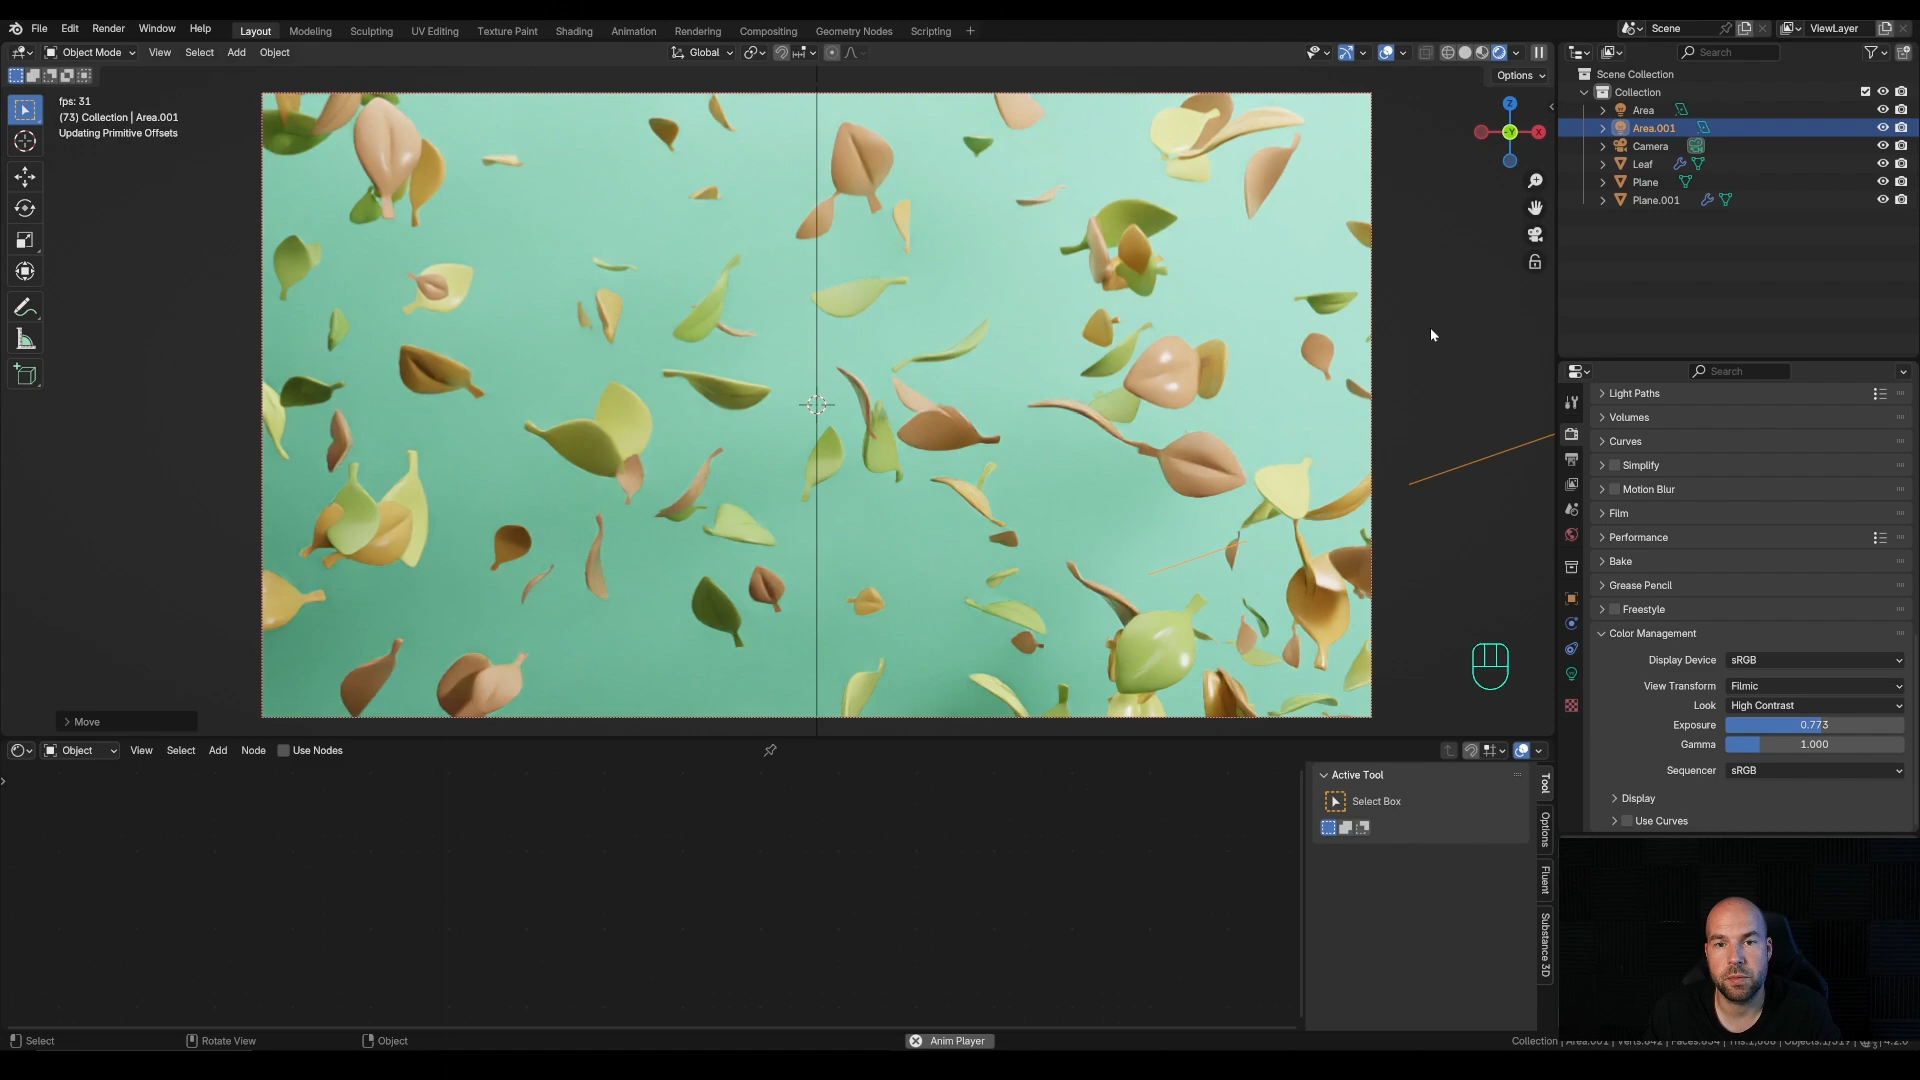 File Edit Render Window Help Layout Modeling Sculpting UV Editing Texture Paint Shading Animation Rendering Compositing Geometry Nodes Scripting + Scene ViewLayer
Object Mode View Select Add Object Global Search
Options
Scene Collection
Collection
fps: 31
Area
(73) Collection | Area.001
Area.001
Updating Primitive Offsets
Camera
Leaf
Plane
Plane.001
Z
Y
X
Search
Light Paths
Volumes
Curves
Simplify
Motion Blur
Film
Performance
Bake
Grease Pencil
Freestyle
Color Management
Display Device sRGB
View Transform Filmic
Look High Contrast
Exposure 0.773
Gamma 1.000
Sequencer sRGB
Display
Use Curves
Move
Object View Select Add Node Use Nodes
Active Tool
Select Box
Tool
Options
Fluent
Substance 3D
Select Rotate View Object Anim Player